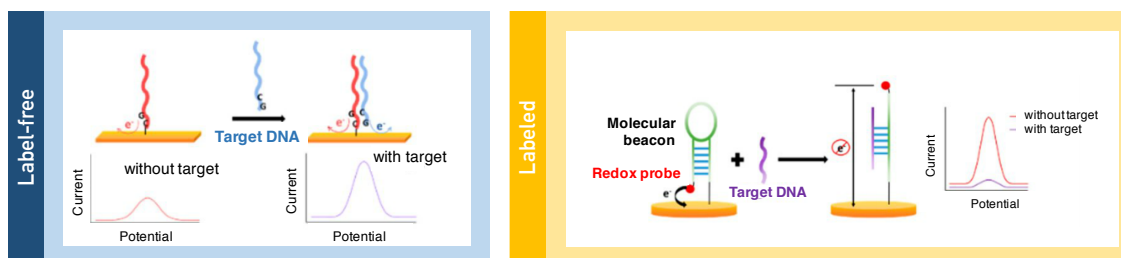 Label-free
G
C
e-
C
G
Target DNA
G
C
C
G
e-
e-
without target
with target
Current
Potential
Current
Potential
Labeled
Molecular
beacon
Redox probe
e-
Target DNA
e-
without target
with target
Current
Potential